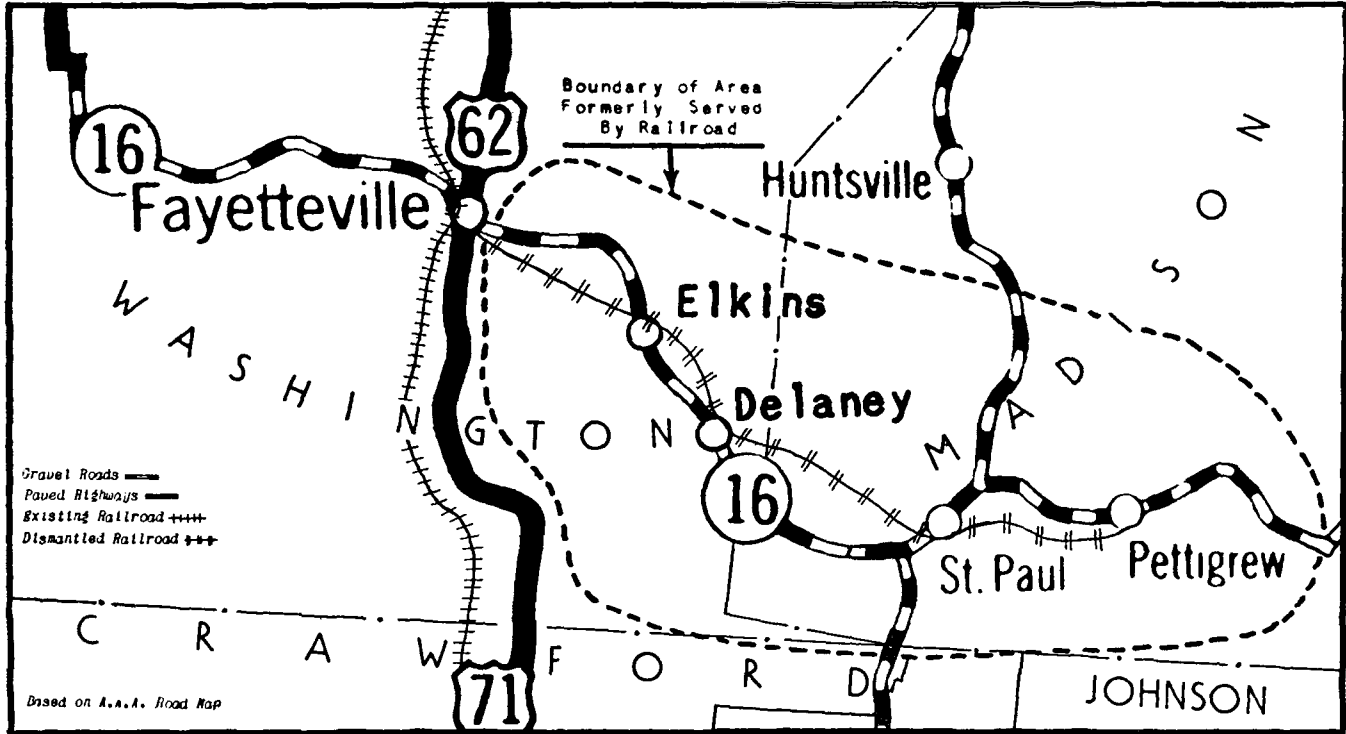 Boundary of Area
Formerly Served
By Railroad
16
62
Huntsville
Fayetteville
Elkins
Delaney
WASHINGTON
MADISON
16
Gravel Roads
Paved Highways
Existing Railroad
Dismantled Railroad
St. Paul
Pettigrew
CRAWFORD
71
JOHNSON
Based on A.A.A. Road Map